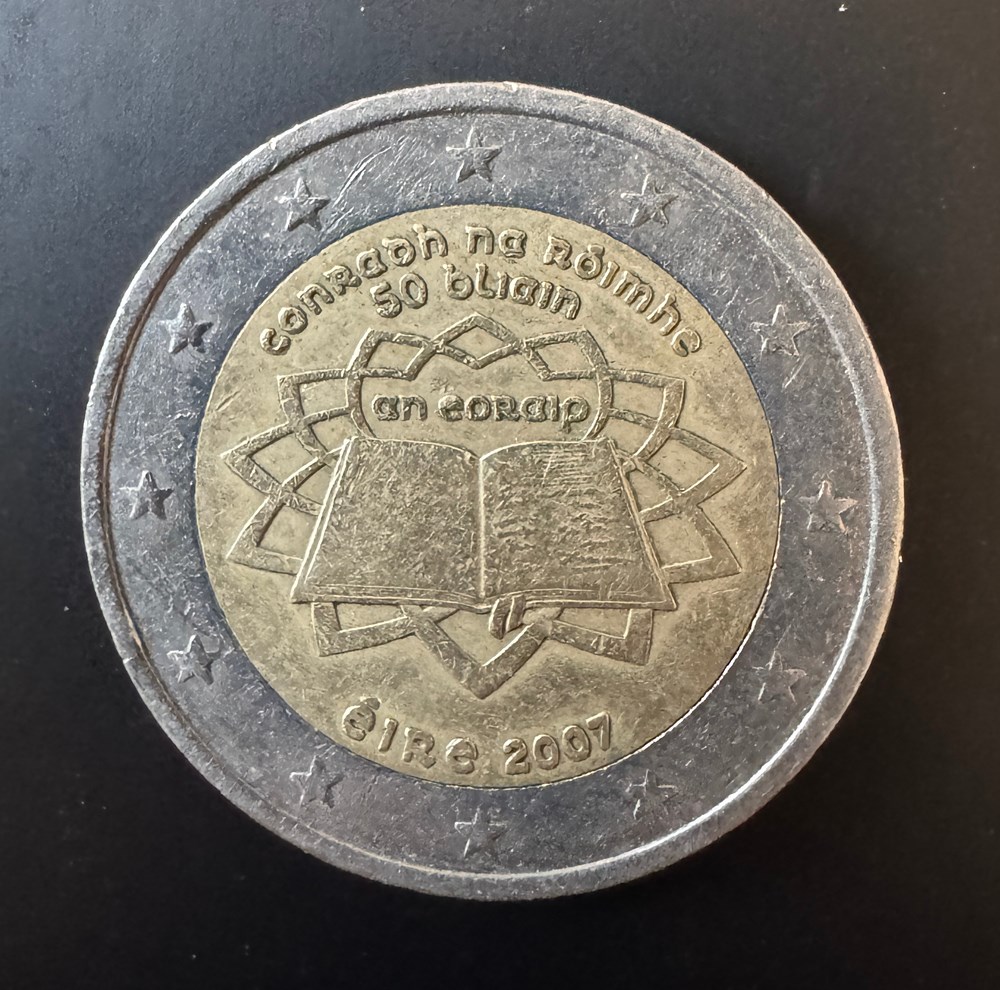 Conradh na Róimhe
50 bliain
an Eoraip
Éire 2007